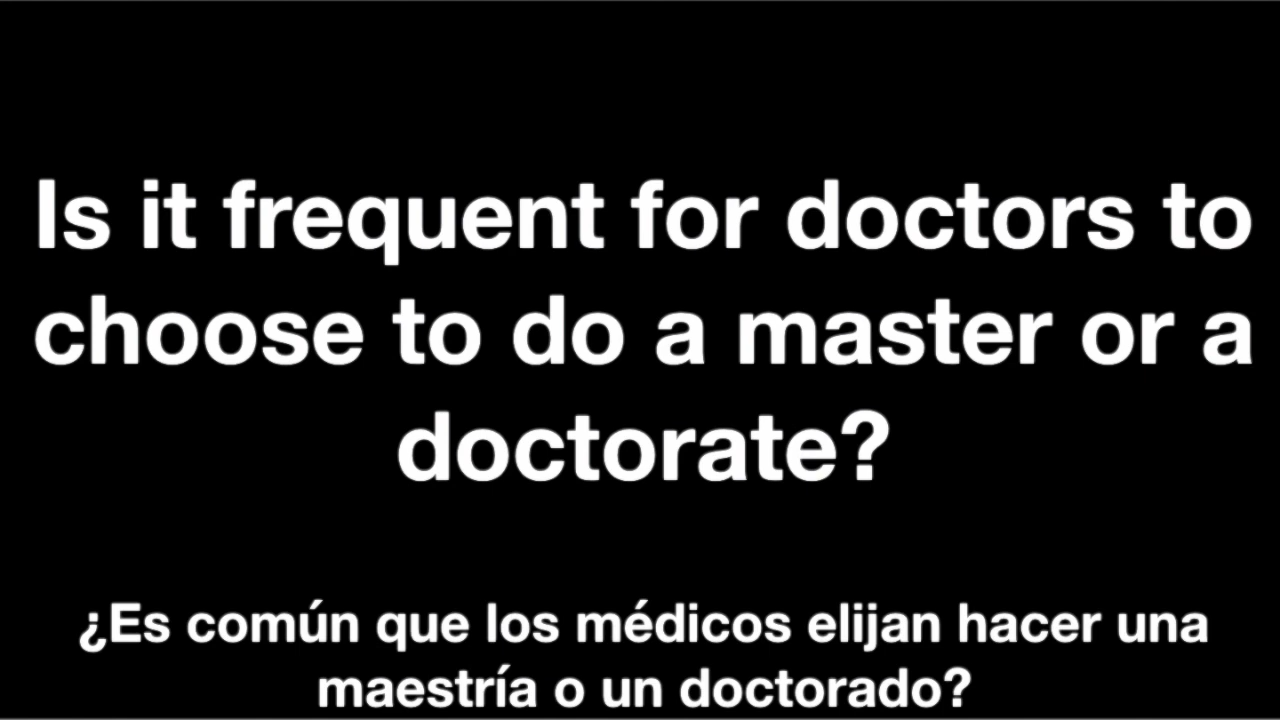 Is it frequent for doctors to
choose to do a master or a
doctorate?
¿Es común que los médicos elijan hacer una
maestría o un doctorado?